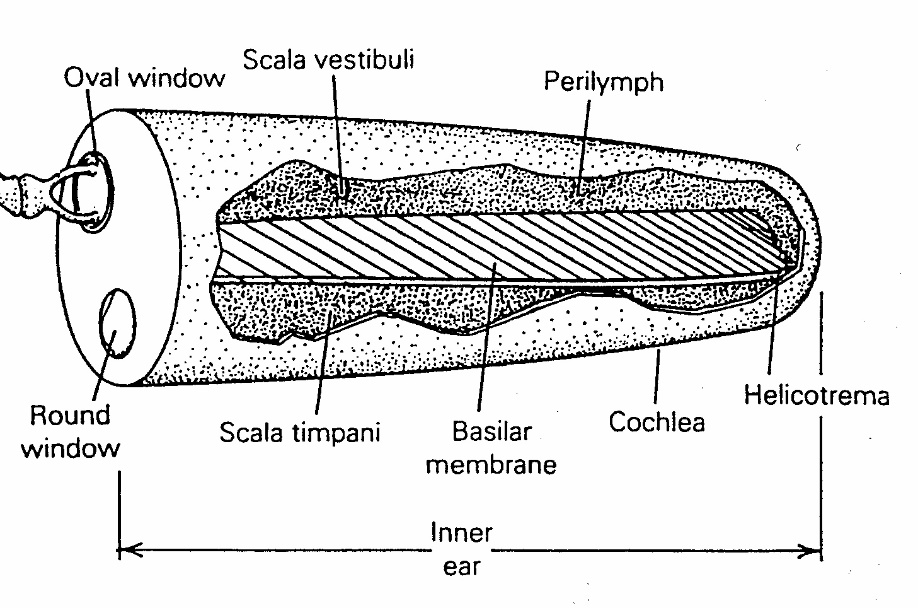 Scala vestibuli
Oval window
Perilymph
Round
window
Scala timpani
Basilar
membrane
Cochlea
Helicotrema
Inner
ear